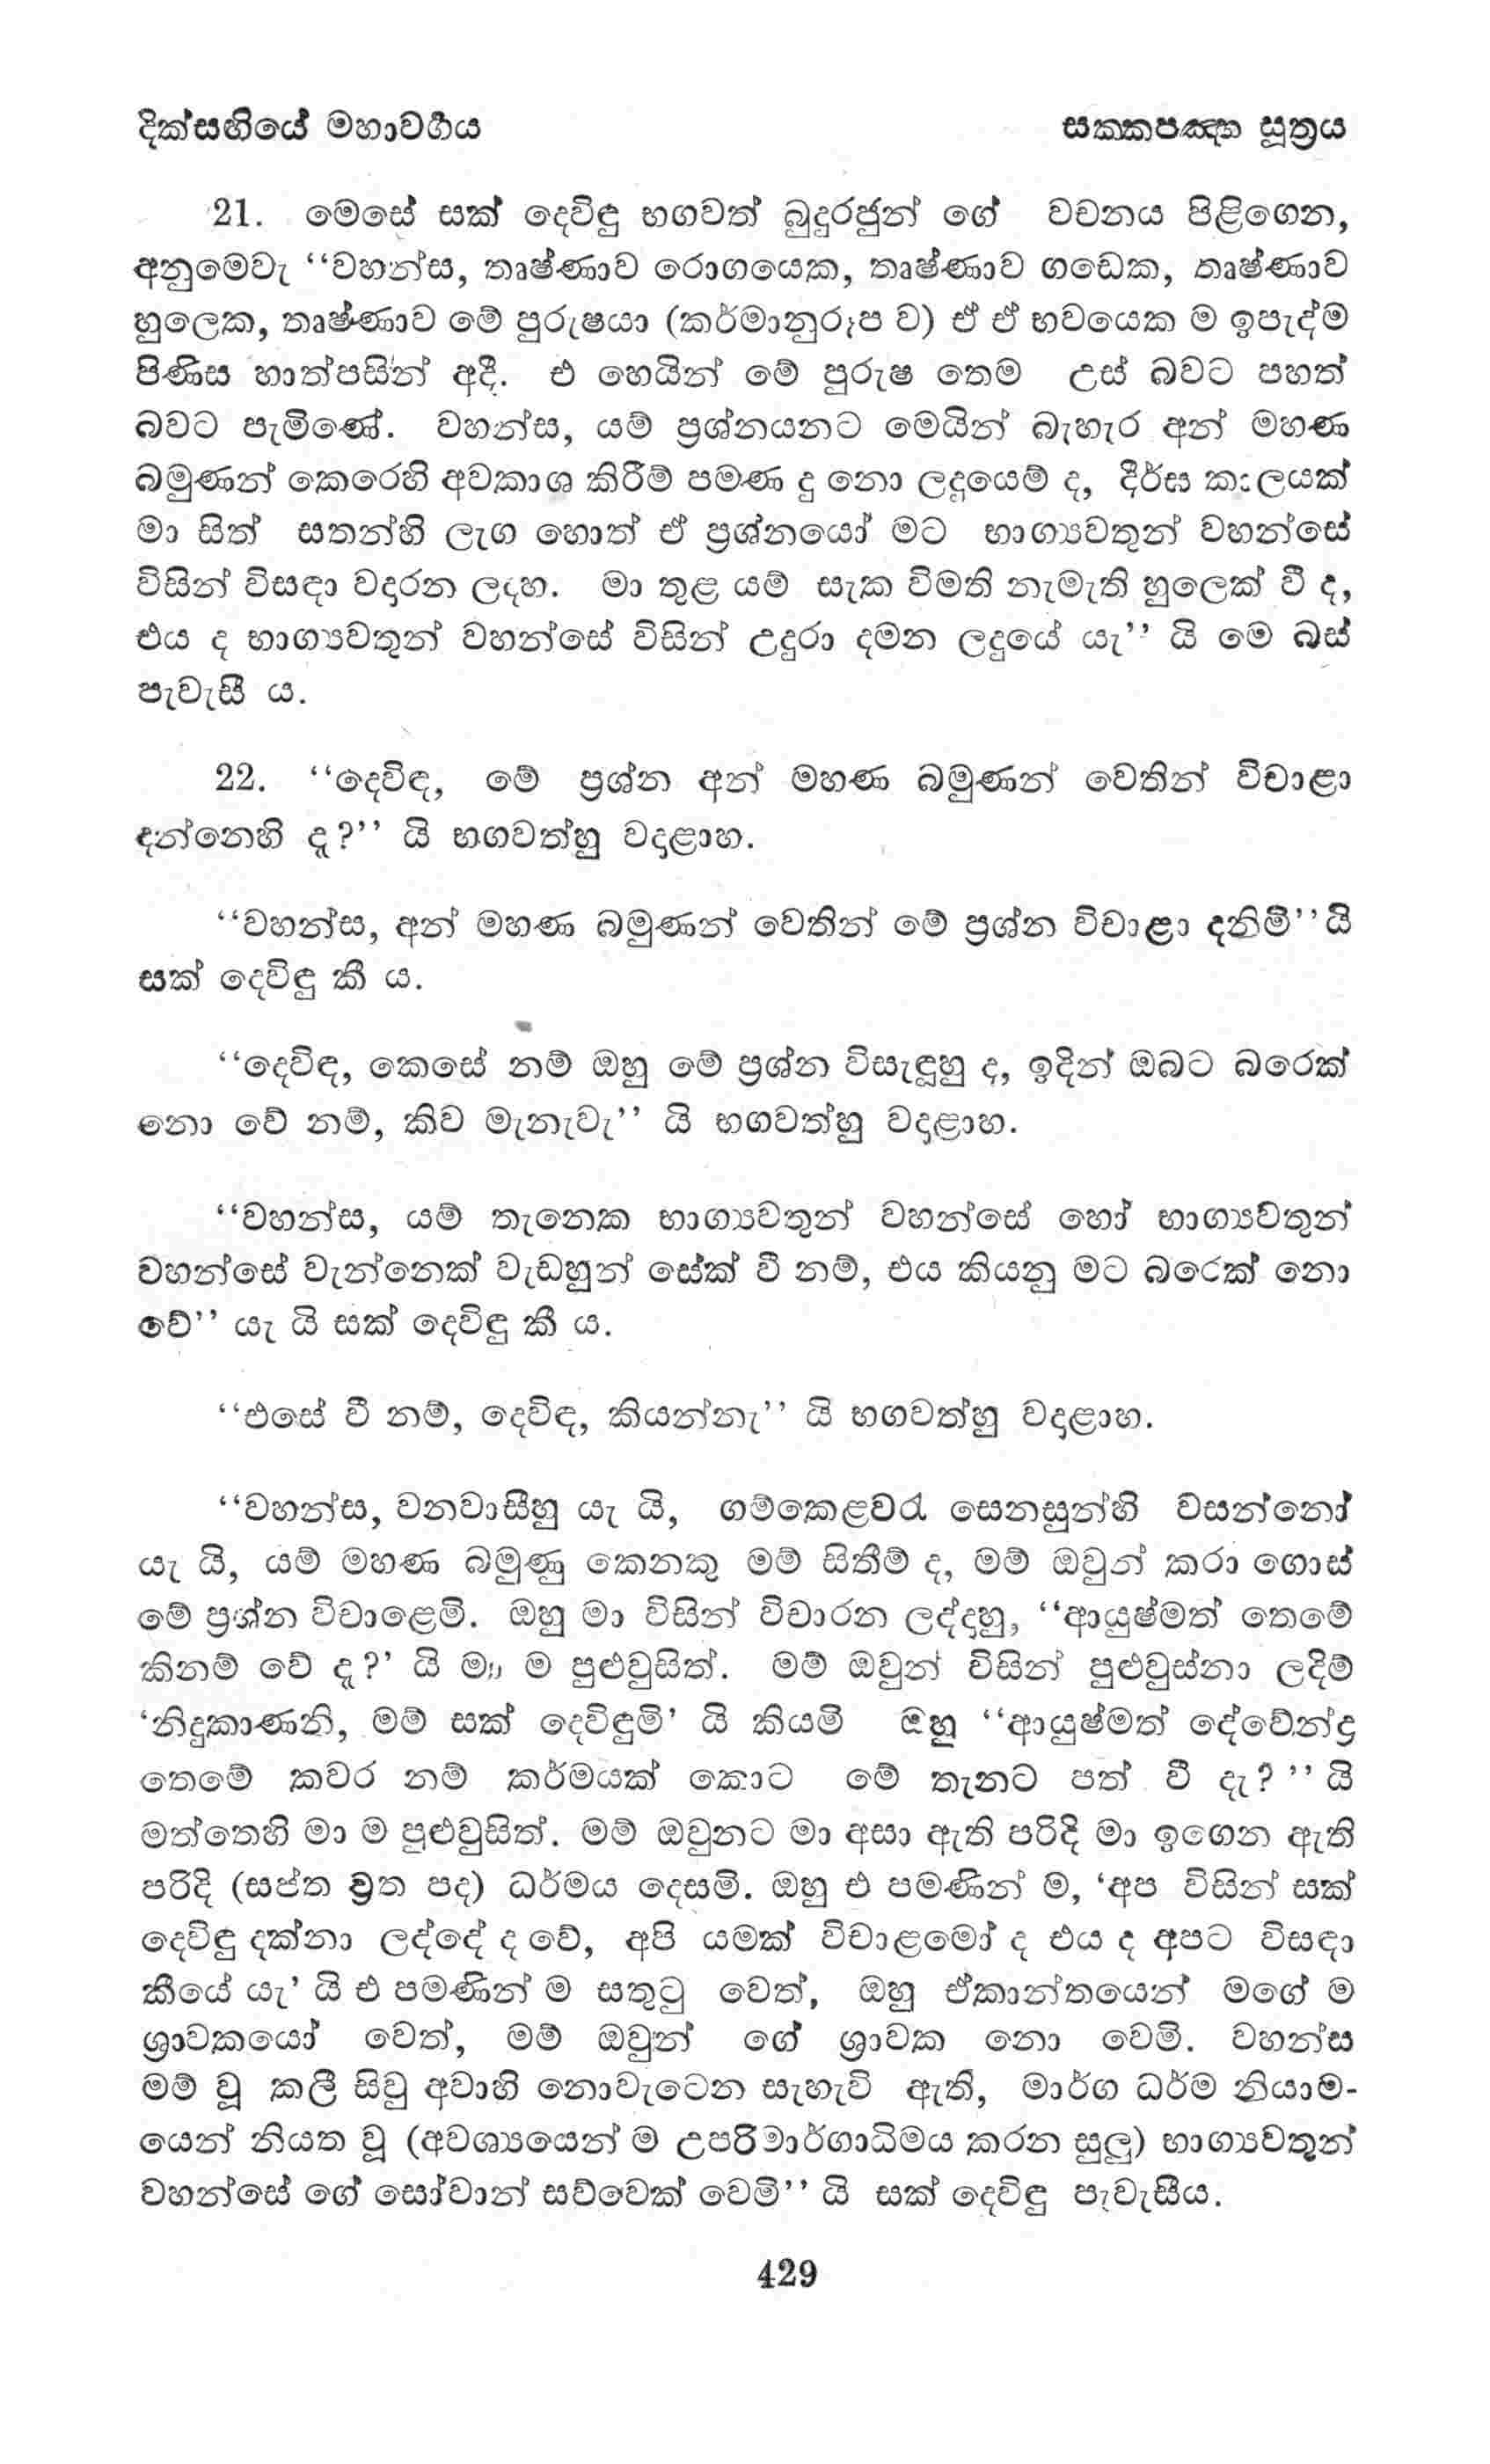 දික්සඟියේ මහාවර්‍ගය
සක්කපඤ්හ සූත්‍රය
21. මෙසේ සක් දෙවිඳු භගවත් බුදුරජුන් ගේ වචනය පිළිගෙන,
අනුමෙවැ “වහන්ස, තෘෂ්ණාව රොගයෙක, තෘෂ්ණාව ගඩෙක, තෘෂ්ණාව
හුලෙක, තෘෂ්ණාව මේ පුරුෂයා (කර්මානුරූප ව) ඒ ඒ භවයෙක ම ඉපැද්ම
පිණිස හාත්පසින් අදී. එ හෙයින් මේ පුරුෂ තෙම උස් බවට පහත්
බවට පැමිණේ. වහන්ස, යම් ප්‍රශ්නයනට මෙයින් බැහැර අන් මහණ
බමුණන් කෙරෙහි අවකාශ කිරීම් පමණ දු නො ලදුයෙම් ද, දීර්ඝ කාලයක්
මා සිත් සතන්හි ලැග හොත් ඒ ප්‍රශ්නයෝ මට භාග්‍යවතුන් වහන්සේ
විසින් විසඳා වදාරන ලදහ. මා තුළ යම් සැක විමති නැමැති හුලෙක් වී ද,
එය ද භාග්‍යවතුන් වහන්සේ විසින් උදුරා දමන ලදුයේ යැ” යි මෙ බස්
පැවැසී ය.
22. “දෙවිඳ, මේ ප්‍රශ්න අන් මහණ බමුණන් වෙතින් විචාළා
දන්නෙහි දැ?” යි භගවත්හු වදාළාහ.
“වහන්ස, අන් මහණ බමුණන් වෙතින් මේ ප්‍රශ්න විචාළා දනිමි”යි
සක් දෙවිඳු කී ය.
“දෙවිඳ, කෙසේ නම් ඔහු මේ ප්‍රශ්න විසැඳූහු ද, ඉදින් ඔබට බරෙක්
නො වේ නම්, කිව මැනැවැ” යි භගවත්හු වදාළාහ.
“වහන්ස, යම් තැනෙක භාග්‍යවතුන් වහන්සේ හෝ භාග්‍යවතුන්
වහන්සේ වැන්නෙක් වැඩහුන් සේක් වී නම්, එය කියනු මට බරෙක් නො
වේ” යැ යි සක් දෙවිඳු කී ය.
“එසේ වී නම්, දෙවිඳ, කියන්නැ” යි භගවත්හු වදාළාහ.
“වහන්ස, වනවාසීහු යැ යි, ගම්කෙළවරැ සෙනසුන්හි වසන්නෝ
යැ යි, යම් මහණ බමුණු කෙනකු මම් සිතීම් ද, මම් ඔවුන් කරා ගොස්
මේ ප්‍රශ්න විචාළෙමි. ඔහු මා විසින් විචාරන ලද්දාහු, “ආයුෂ්මත් තෙමේ
කිනම් වේ දැ?’ යි මා ම පුළුවුසිත්. මම් ඔවුන් විසින් පුළුවුස්නා ලදිම්
‘නිදුකාණනි, මම් සක් දෙවිඳුමි’ යි කියමි ඔහු “ආයුෂ්මත් දේවේන්ද්‍ර
තෙමේ කවර නම් කර්මයක් කොට මේ තැනට පත් වී දැ? ” යි
මත්තෙහි මා ම පුළුවුසිත්. මම් ඔවුනට මා අසා ඇති පරිදි මා ඉගෙන ඇති
පරිදි (සප්ත ව්‍රත පද) ධර්මය දෙසමි. ඔහු එ පමණින් ම, ‘අප විසින් සක්
දෙවිඳු දක්නා ලද්දේ ද වේ, අපි යමක් විචාළමෝ ද එය ද අපට විසඳා
කීයේ යැ’ යි එ පමණින් ම සතුටු වෙත්, ඔහු ඒකාන්තයෙන් මගේ ම
ශ්‍රාවකයෝ වෙත්, මම් ඔවුන් ගේ ශ්‍රාවක නො වෙමි. වහන්ස
මම් වූ කලී සිවු අවාහි නොවැටෙන සැහැවි ඇති, මාර්ග ධර්ම නියාම-
යෙන් නියත වූ (අවශ්‍යයෙන් ම උපරිමාර්ගාධිමය කරන සුලු) භාග්‍යවතුන්
වහන්සේ ගේ සෝවාන් සව්වෙක් වෙමි” යි සක් දෙවිඳු පැවැසීය.
429